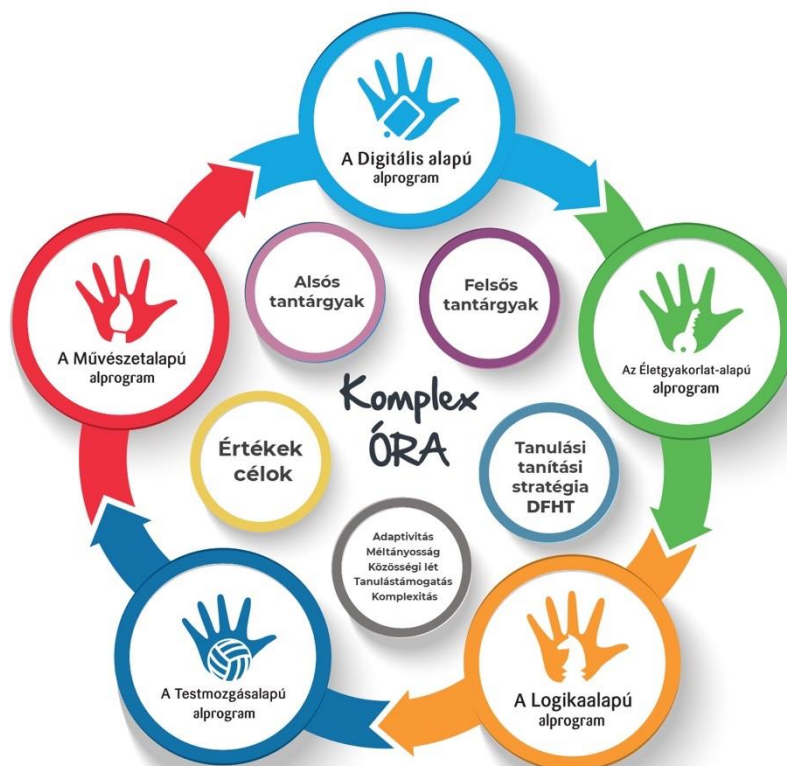 A Digitális alapú
alprogram
Alsós
tantárgyak
Felsős
tantárgyak
A Művészetalapú
alprogram
Az Életgyakorlat-alapú
alprogram
Komplex
ÓRA
Értékek
célok
Tanulási
tanítási
stratégia
DFHT
Adaptivitás
Méltányosság
Közösségi lét
Tanulástámogatás
Komplexitás
A Testmozgásalapú
alprogram
A Logikaalapú
alprogram